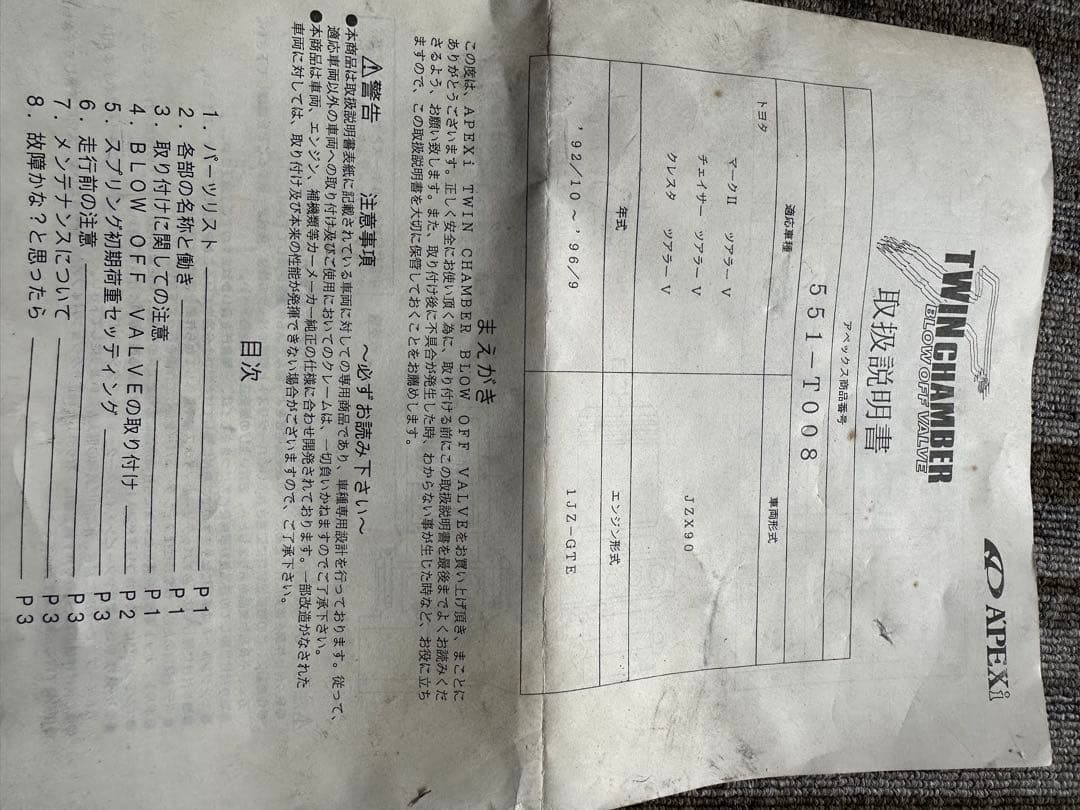 APEXi
TWIN CHAMBER
BLOW OFF VALVE
取扱説明書
アペックス商品番号
551-T008
適応車種
車両形式
トヨタ
マークII ツアラーV
チェイサー ツアラーV
クレスタ ツアラーV
JZX90
年式
エンジン形式
'92/10～'96/9
1JZ-GTE
まえがき
この度は、APEXi TWIN CHAMBER BLOW OFF VALVEをお買い上げ頂き、まことに
ありがとうございます。正しく安全にお使い頂く為に、取り付ける前にこの取扱説明書を最後までよくお読みくだ
さるよう、お願い致します。また、取り付け後に不具合が発生した時、わからない事が生じた時など、お役に立ち
ますので、この取扱説明書を大切に保管しておくことをお薦めします。
⚠警告 注意事項 ～必ずお読み下さい～
●本商品は取扱説明書表紙に記載されている車両に対しての専用商品であり、車種専用設計を行っております。従って、
適応車両以外の車両への取り付け及びご使用においてのクレームは、一切負いかねますのでご了承下さい。
●本商品は車両、エンジン、補機類等カーメーカー純正の仕様に合わせ開発されております。一部改造がなされた
車両に対しては、取り付け及び本来の性能が発揮できない場合がございますので、ご了承下さい。
目次
1．パーツリスト P1
2．各部の名称と働き P1
3．取り付けに関しての注意 P1
4．BLOW OFF VALVEの取り付け P2
5．スプリング初期荷重セッティング P3
6．走行前の注意 P3
7．メンテナンスについて P3
8．故障かな？と思ったら P3